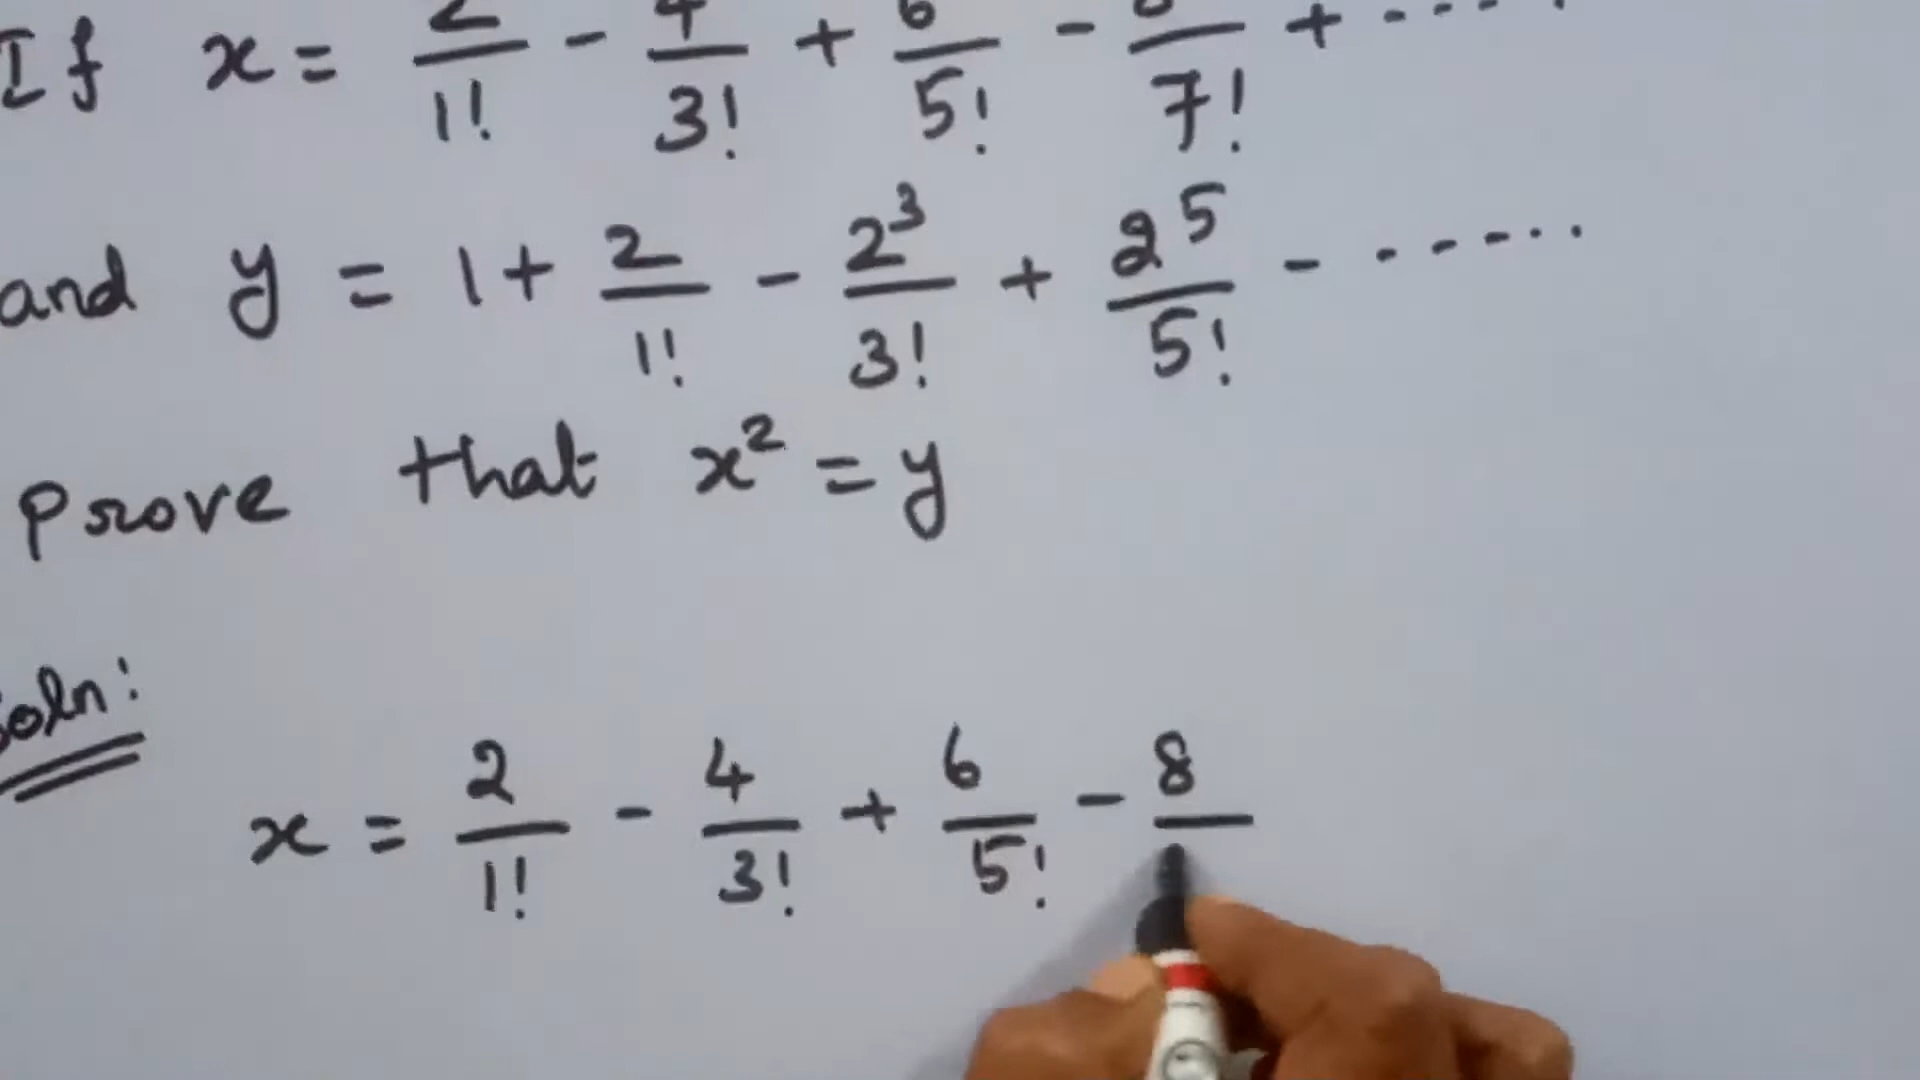 If x = 2/1! - 4/3! + 6/5! - 8/7! + ......
and y = 1 + 2/1! - 2³/3! + 2⁵/5! - ......
Prove that x² = y
Soln:
x = 2/1! - 4/3! + 6/5! - 8/